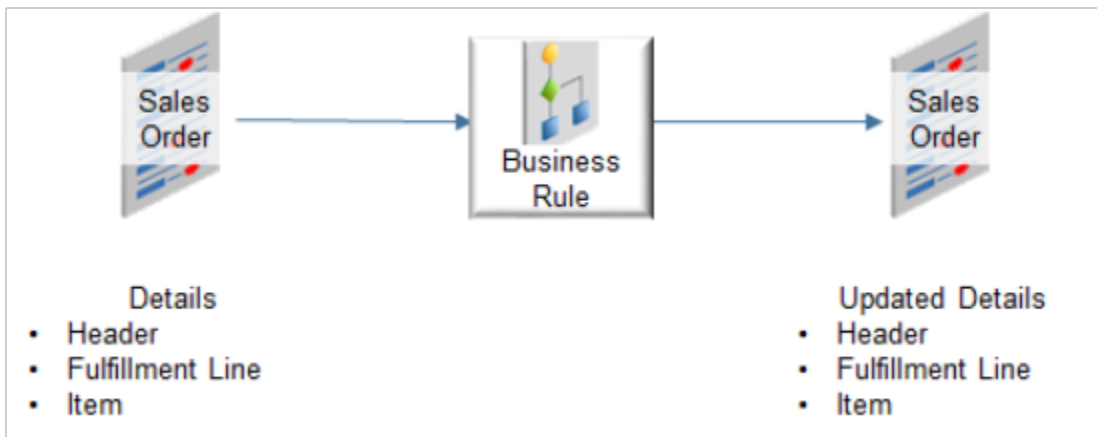 Sales
Order
Business
Rule
Sales
Order
Details
• Header
• Fulfillment Line
• Item
Updated Details
• Header
• Fulfillment Line
• Item